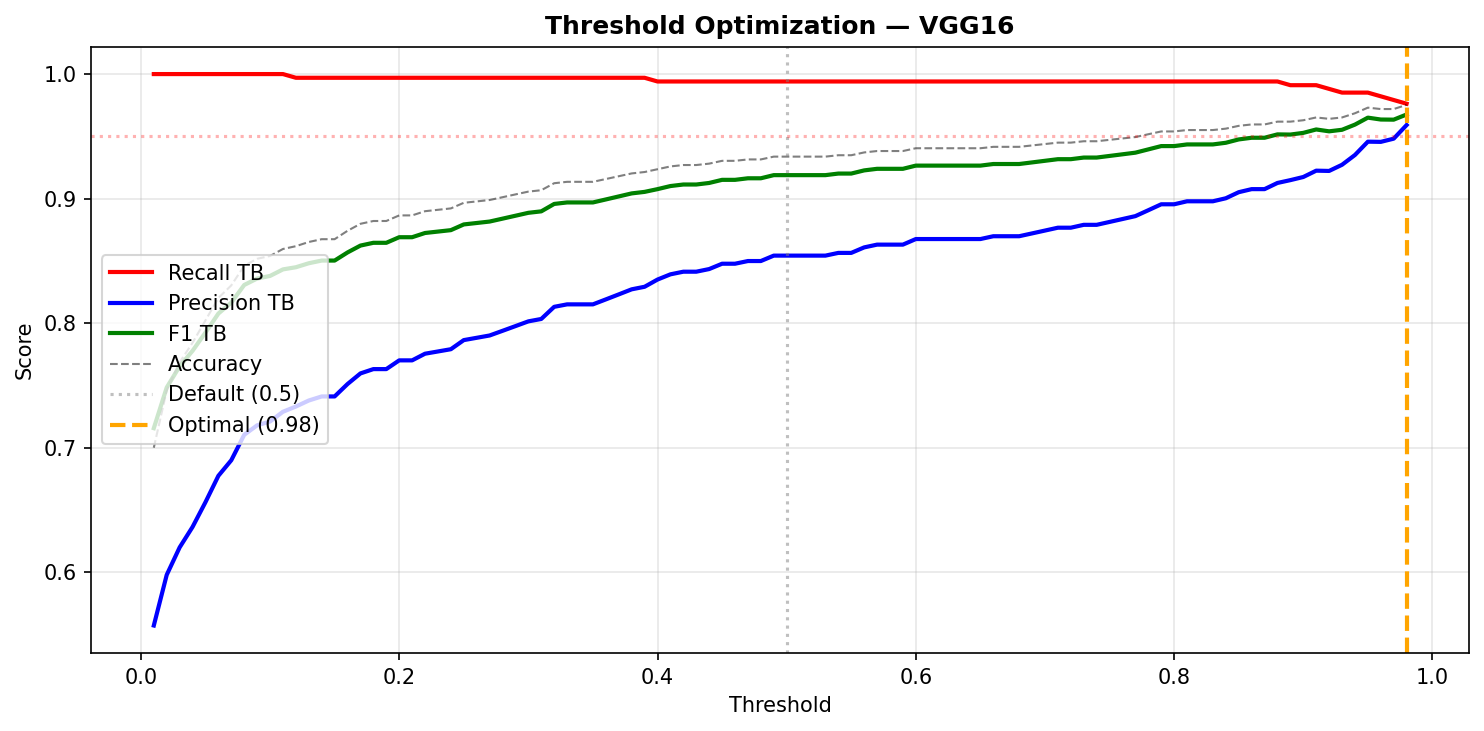 Threshold Optimization — VGG16
Score
1.0
0.9
0.8
0.7
0.6
Recall TB
Precision TB
F1 TB
Accuracy
Default (0.5)
Optimal (0.98)
0.0 0.2 0.4 0.6 0.8 1.0
Threshold